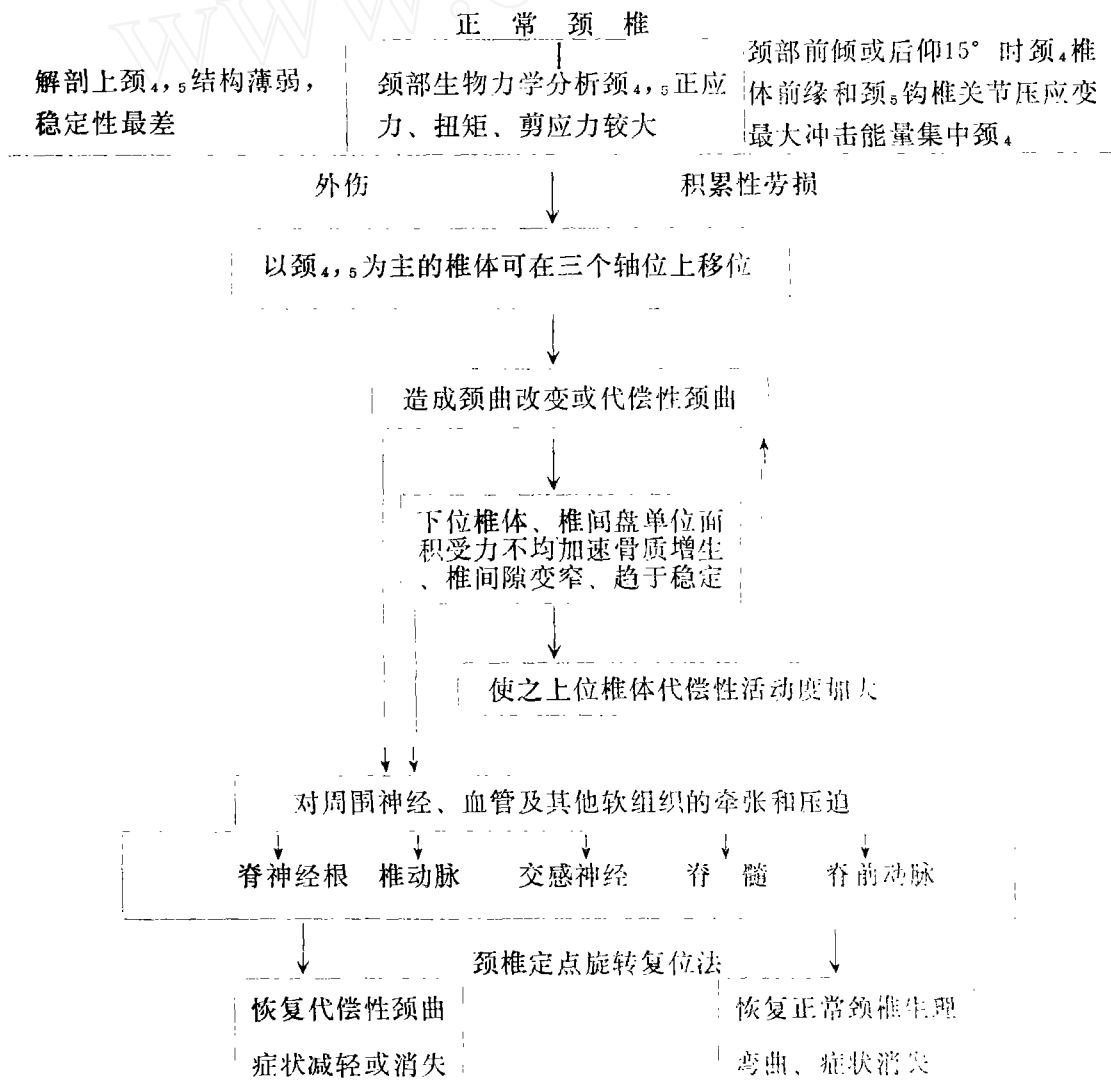 正常颈椎
解剖上颈₄,₅结构薄弱，
稳定性最差
颈部生物力学分析颈₄,₅正应
力、扭矩、剪应力较大
颈部前倾或后仰15°时颈₄椎
体前缘和颈₅钩椎关节压应变
最大冲击能量集中颈₄
外伤
积累性劳损
以颈₄,₅为主的椎体可在三个轴位上移位
造成颈曲改变或代偿性颈曲
下位椎体、椎间盘单位面
积受力不均加速骨质增生
、椎间隙变窄、趋于稳定
使之上位椎体代偿性活动度加大
对周围神经、血管及其他软组织的牵张和压迫
脊神经根 椎动脉 交感神经 脊髓 脊前动脉
颈椎定点旋转复位法
恢复代偿性颈曲
症状减轻或消失
恢复正常颈椎生理
弯曲、症状消失